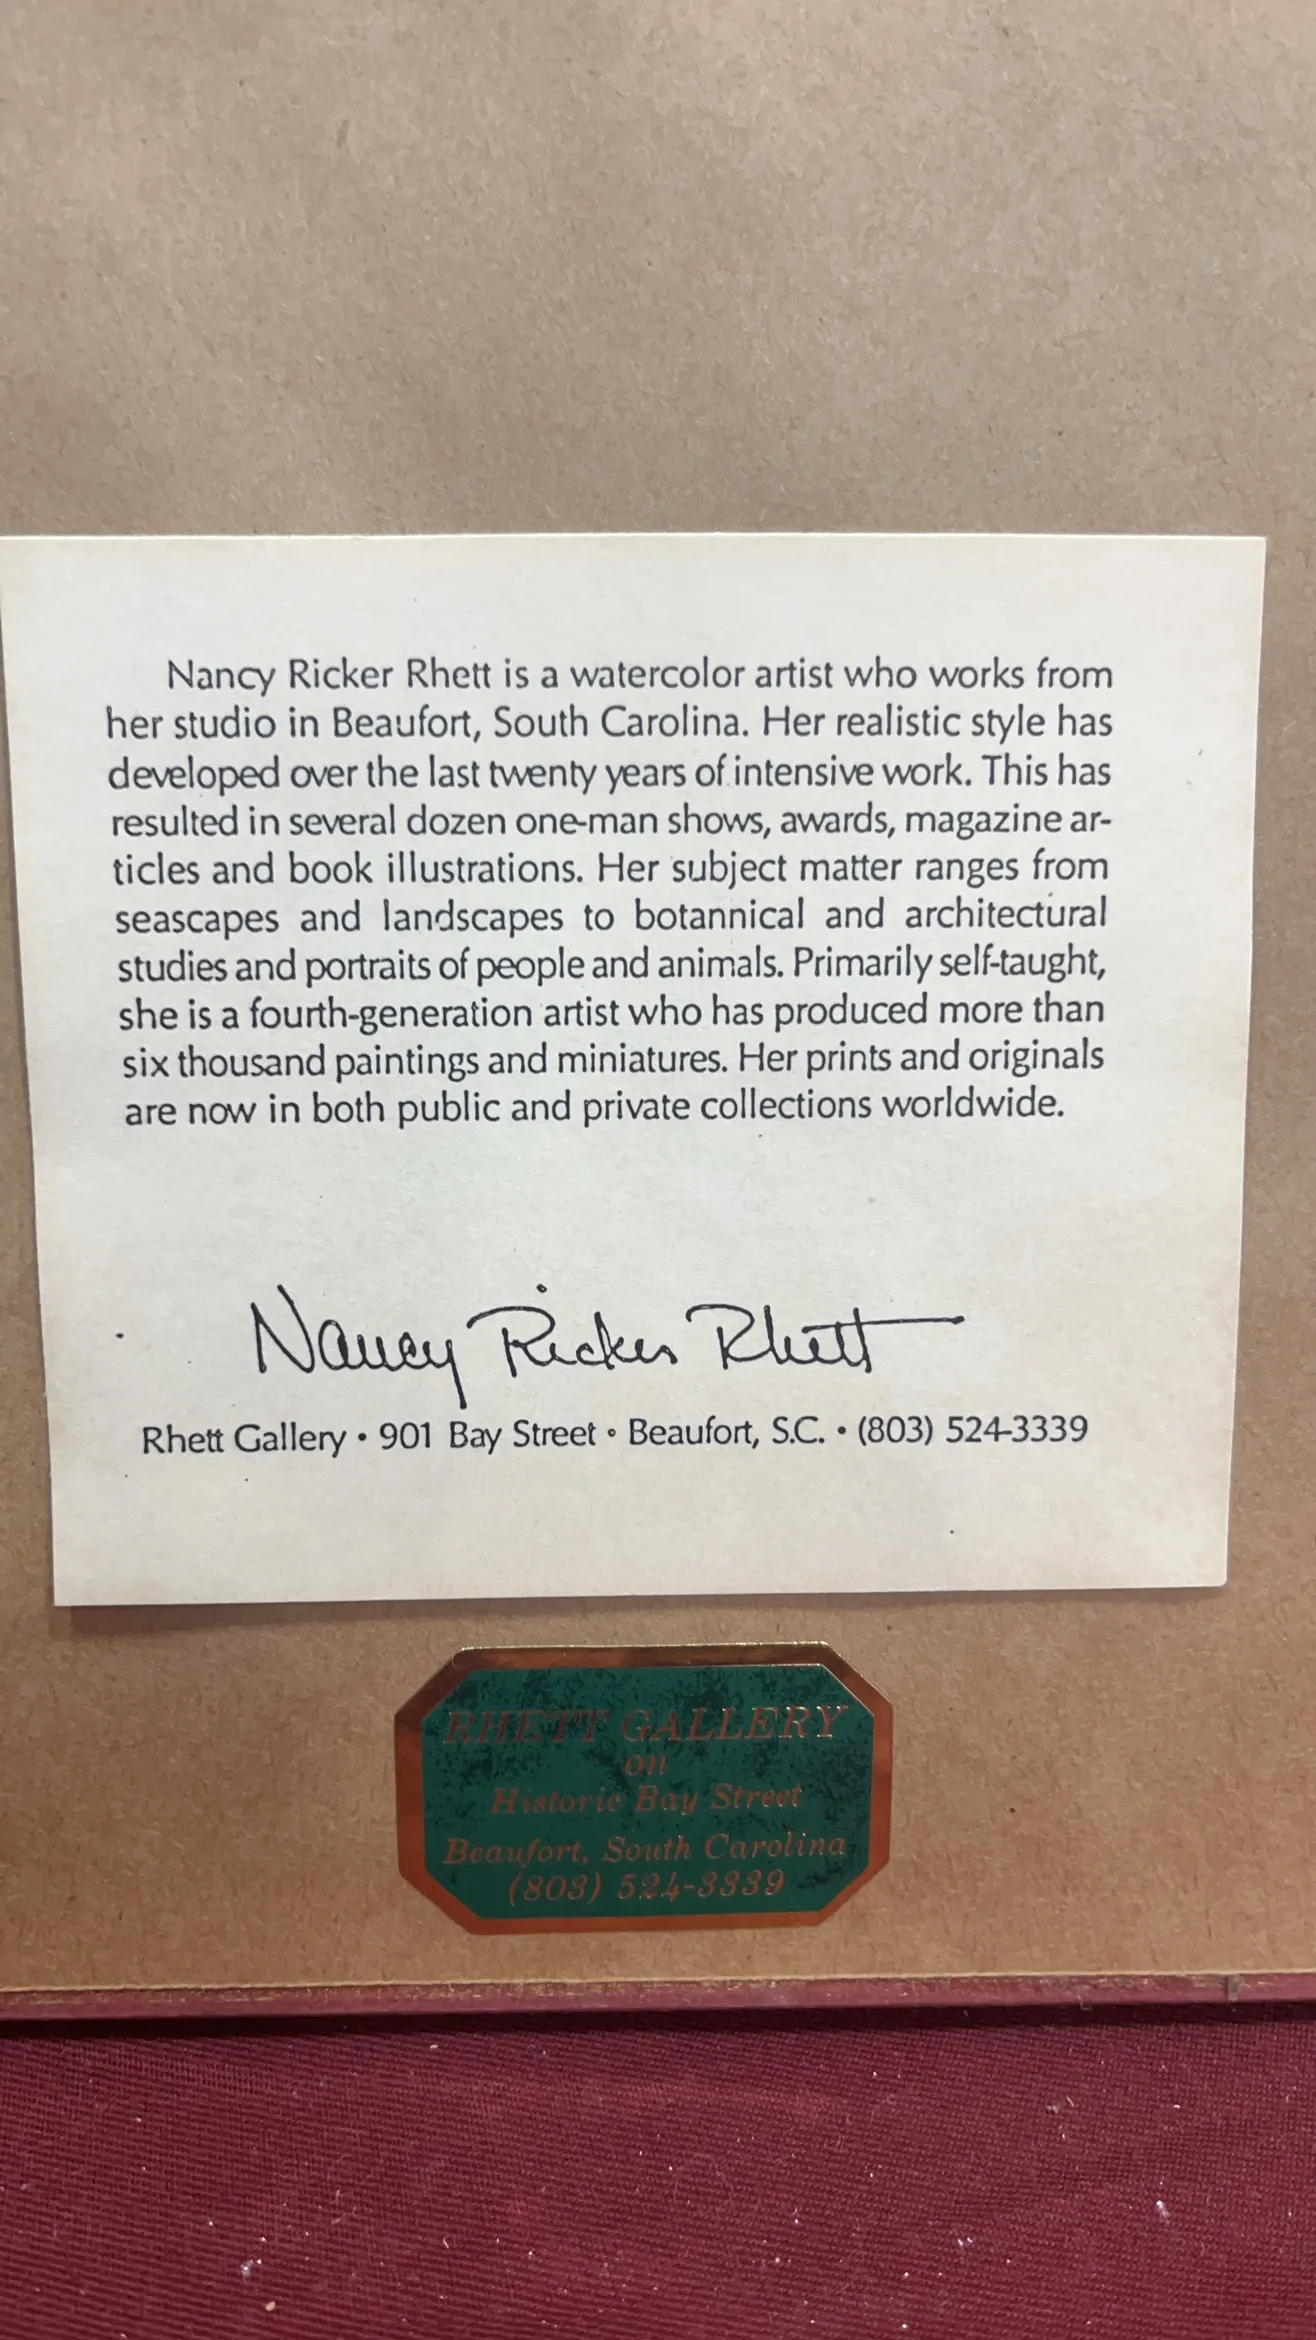 Nancy Ricker Rhett is a watercolor artist who works from
her studio in Beaufort, South Carolina. Her realistic style has
developed over the last twenty years of intensive work. This has
resulted in several dozen one-man shows, awards, magazine ar-
ticles and book illustrations. Her subject matter ranges from
seascapes and landscapes to botannical and architectural
studies and portraits of people and animals. Primarily self-taught,
she is a fourth-generation artist who has produced more than
six thousand paintings and miniatures. Her prints and originals
are now in both public and private collections worldwide.
Nancy Ricker Rhett
Rhett Gallery • 901 Bay Street • Beaufort, S.C. • (803) 524-3339
RHETT GALLERY
on
Historic Bay Street
Beaufort, South Carolina
(803) 524-3339